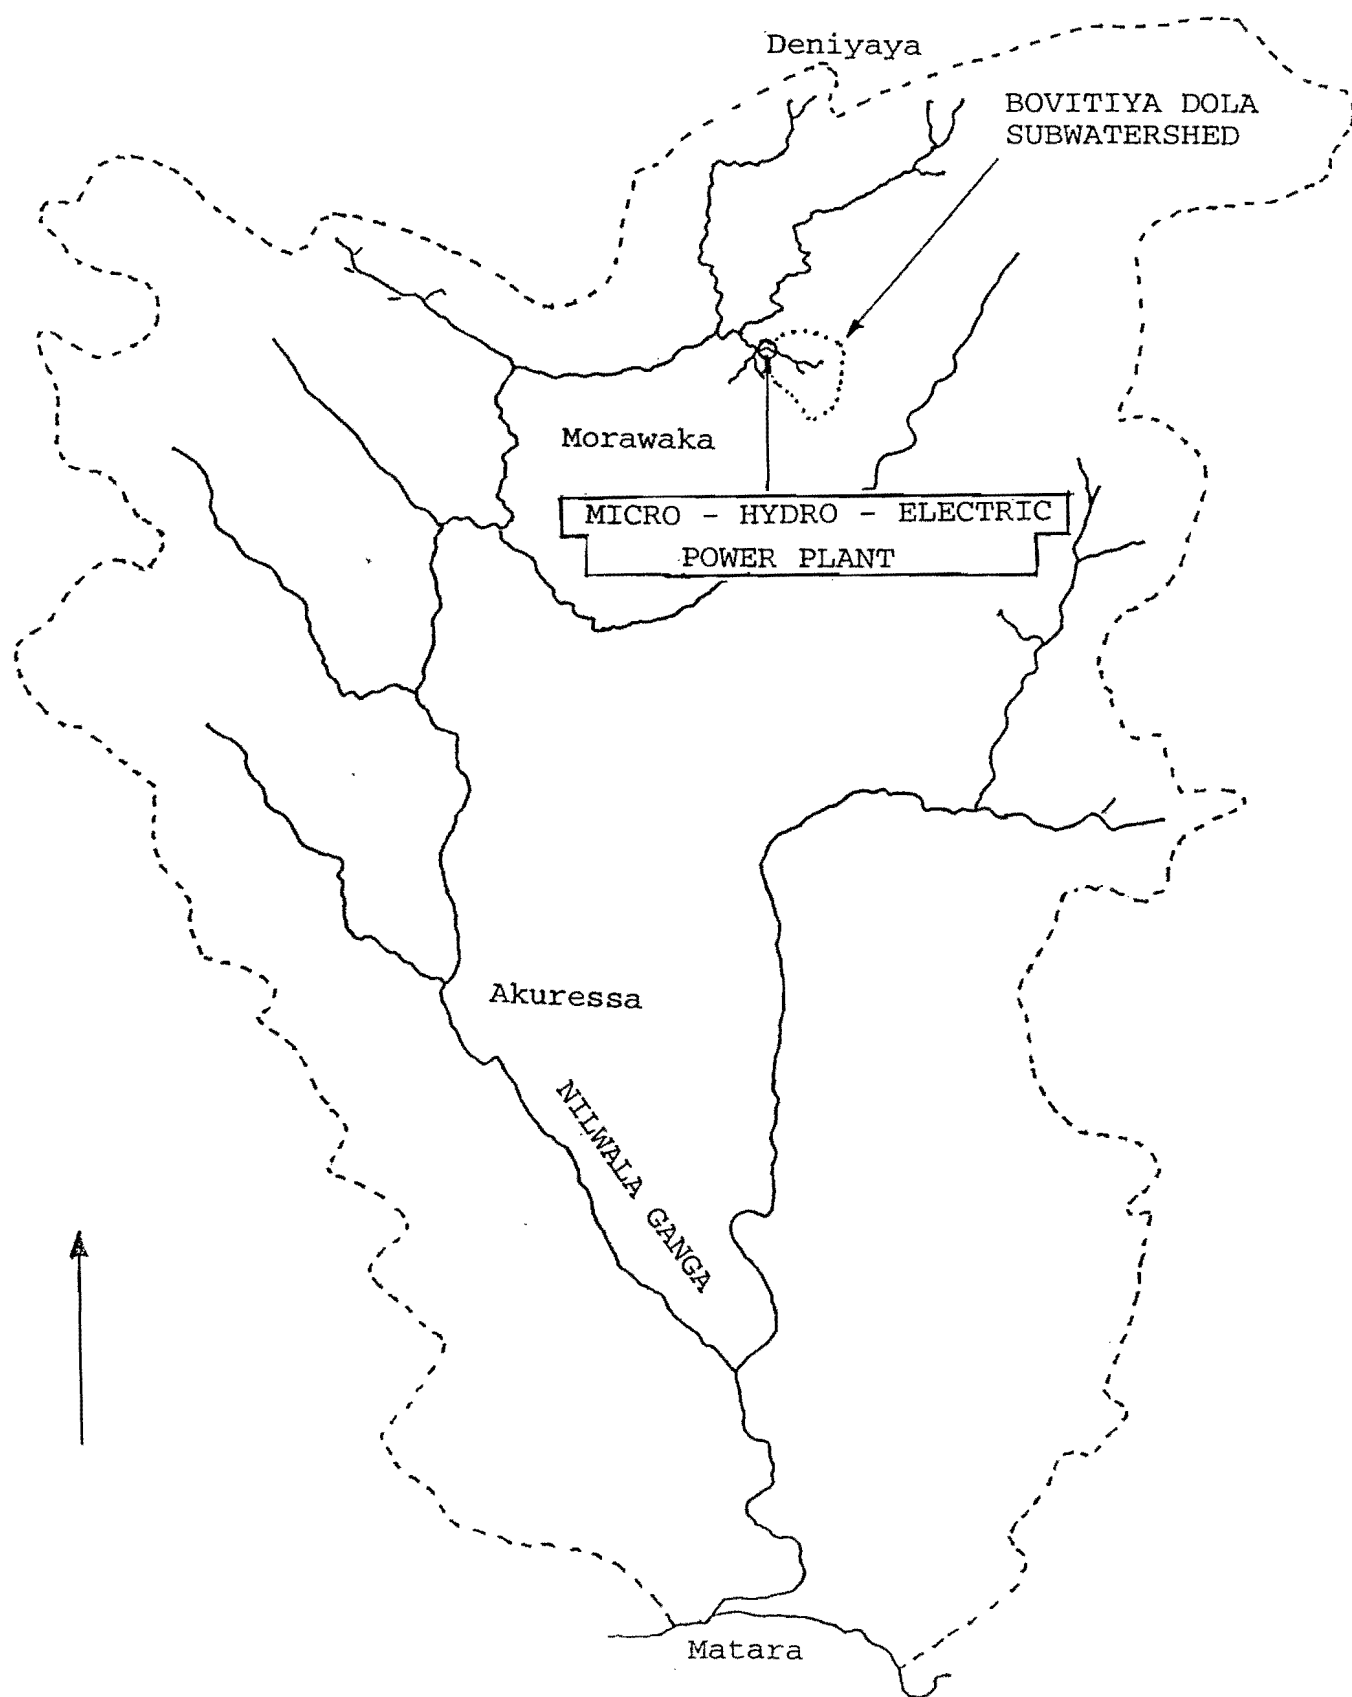 Deniyaya
BOVITIYA DOLA
SUBWATERSHED
Morawaka
MICRO - HYDRO - ELECTRIC
POWER PLANT
Akuressa
NILWALA GANGA
Matara